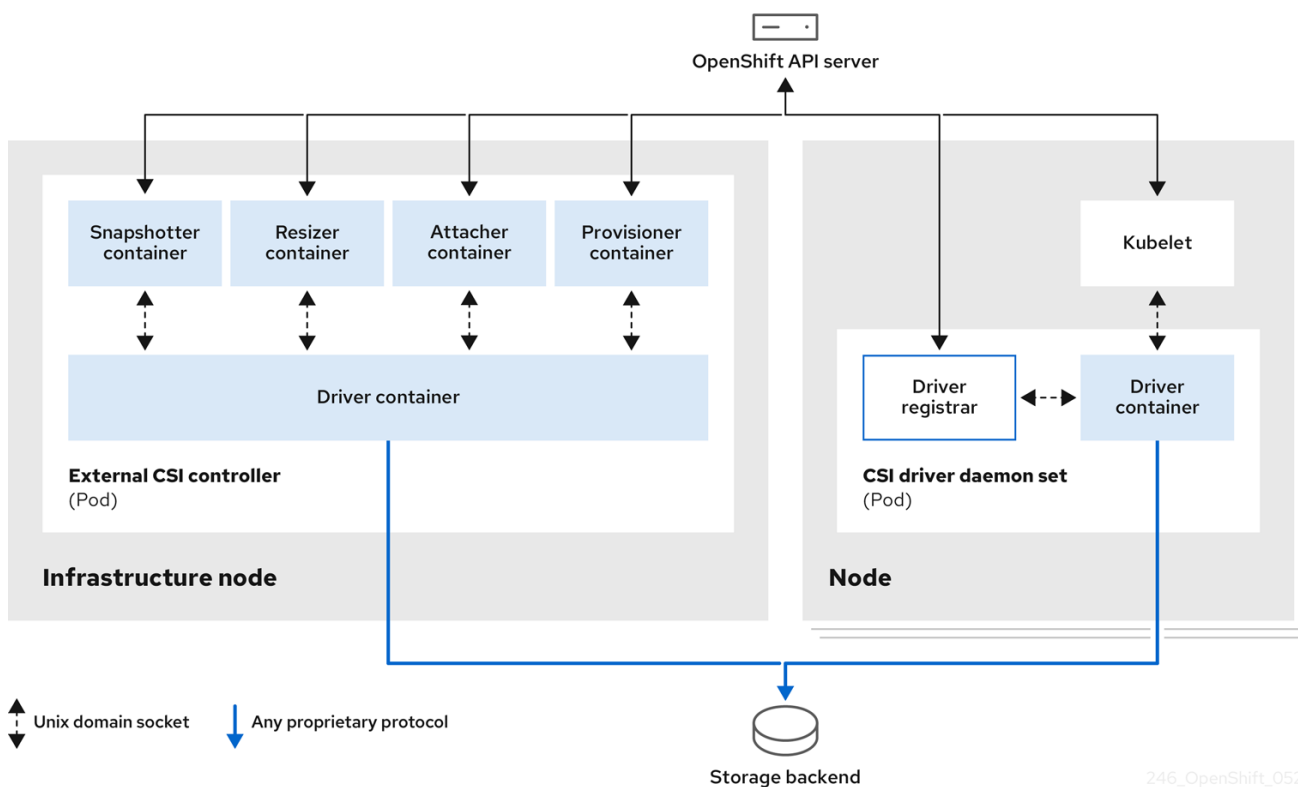 OpenShift API server
Snapshotter
container
Resizer
container
Attacher
container
Provisioner
container
Kubelet
Driver container
Driver
registrar
Driver
container
External CSI controller
(Pod)
CSI driver daemon set
(Pod)
Infrastructure node
Node
Unix domain socket
Any proprietary protocol
Storage backend
246_OpenShift_052